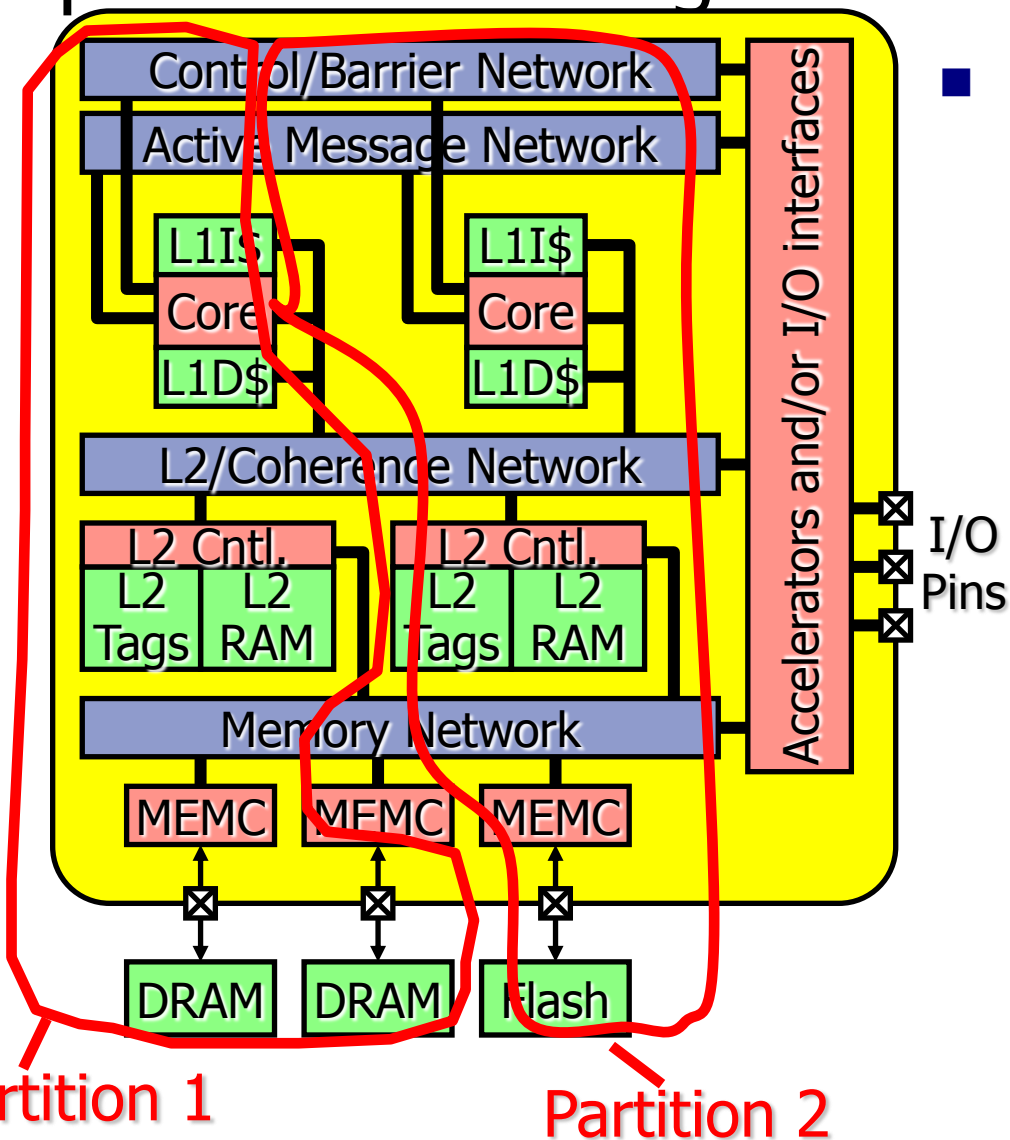 Control/Barrier Network
Active Message Network
Accelerators and/or I/O interfaces
L1I$ L1I$
Core Core
L1D$ L1D$
L2/Coherence Network
L2 Cntl. L2 Cntl.
L2 Tags L2 RAM L2 Tags L2 RAM
I/O
Pins
Memory Network
MEMC MEMC MEMC
DRAM DRAM Flash
rtition 1
Partition 2